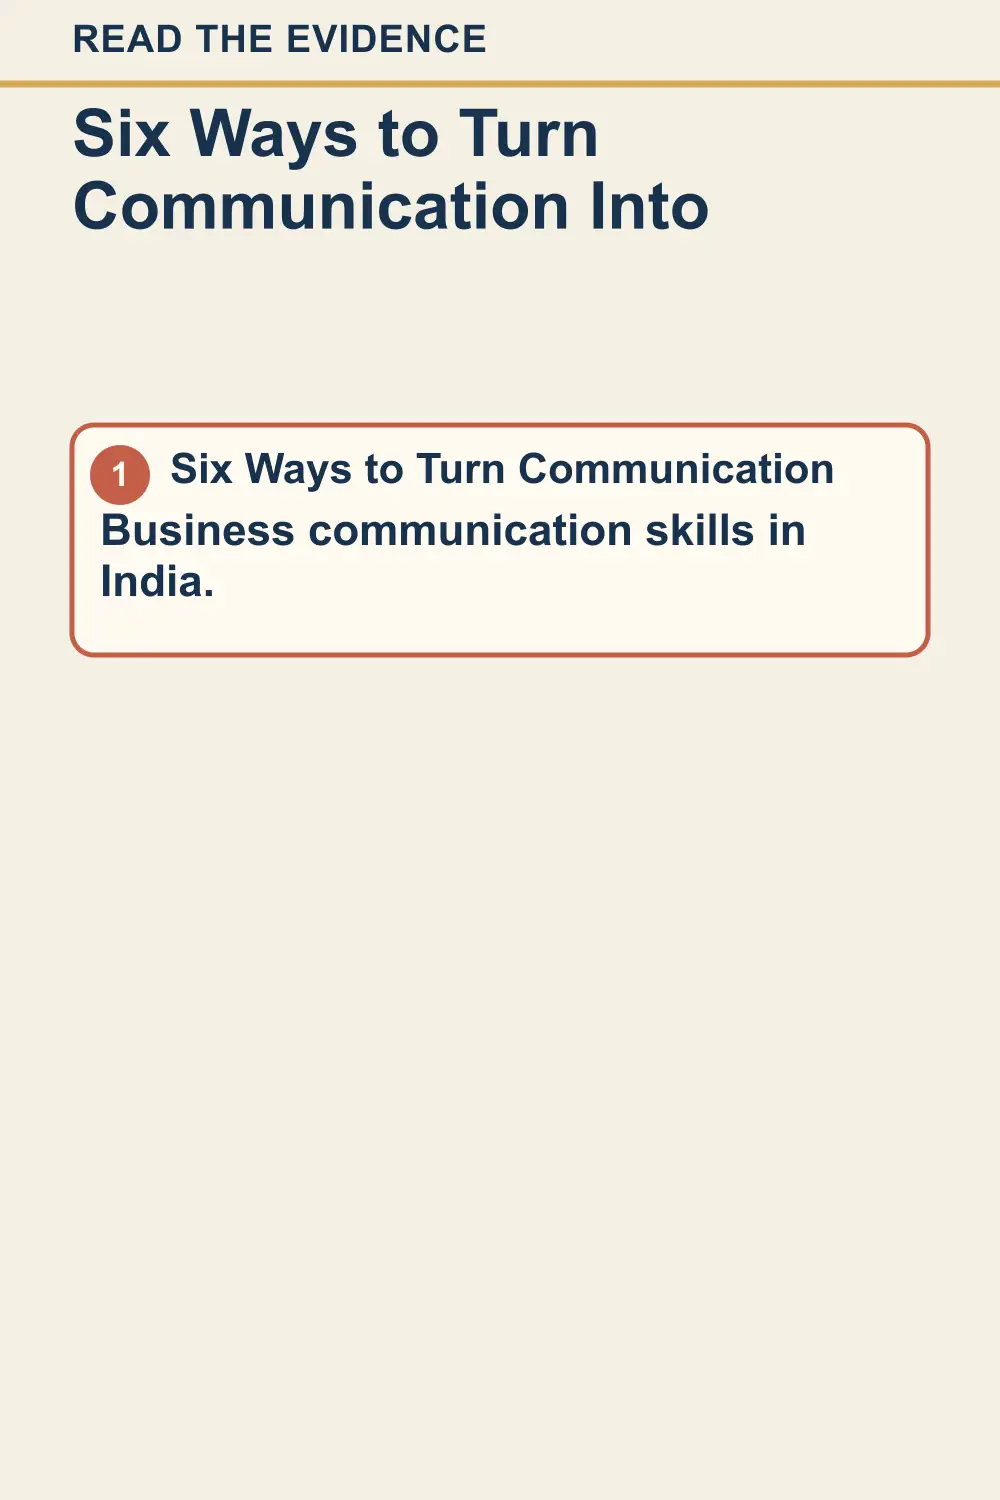 READ THE EVIDENCE
Six Ways to Turn
Communication Into
1 Six Ways to Turn Communication
Business communication skills in
India.